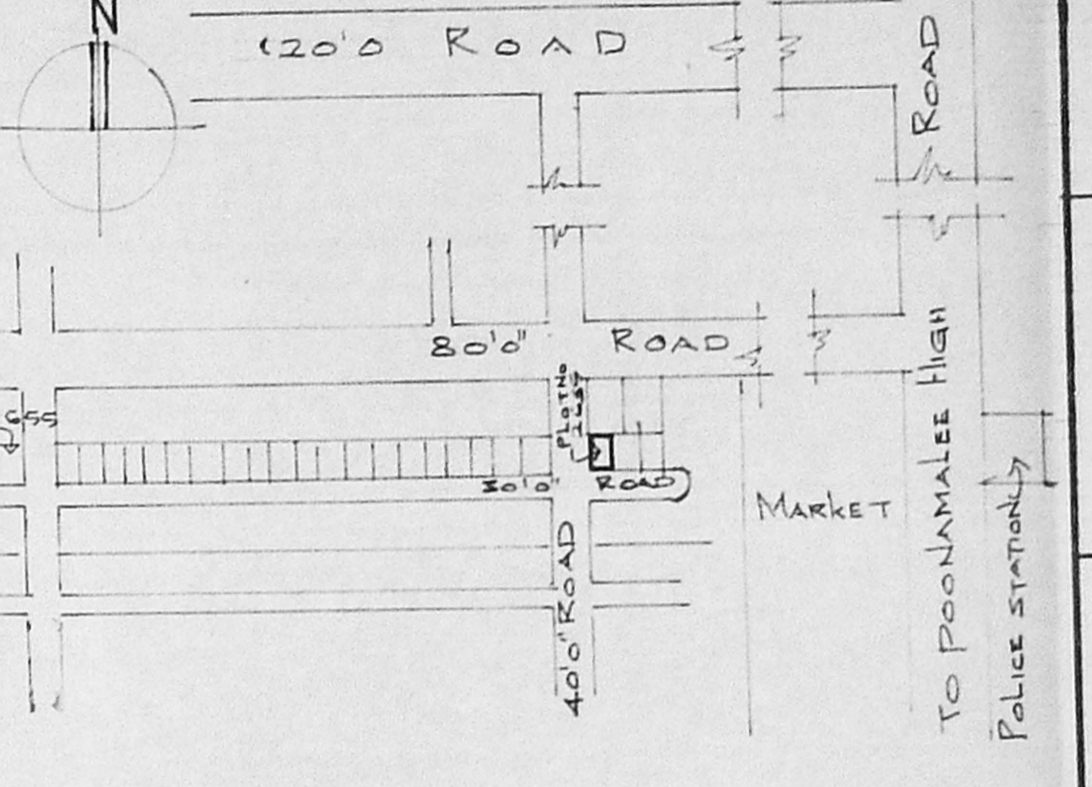 N
120'0 ROAD
ROAD
80'0" ROAD
655
PLOT NO
30'0" ROAD
MARKET
40'0" ROAD
TO POONAMALEE HIGH
POLICE STATION